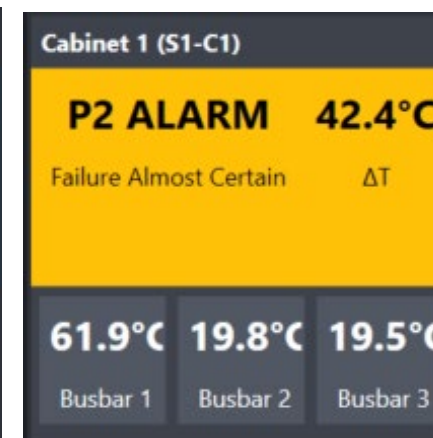 Cabinet 1 (S1-C1)
P2 ALARM 42.4°C
Failure Almost Certain ΔT
61.9°C 19.8°C 19.5°C
Busbar 1 Busbar 2 Busbar 3